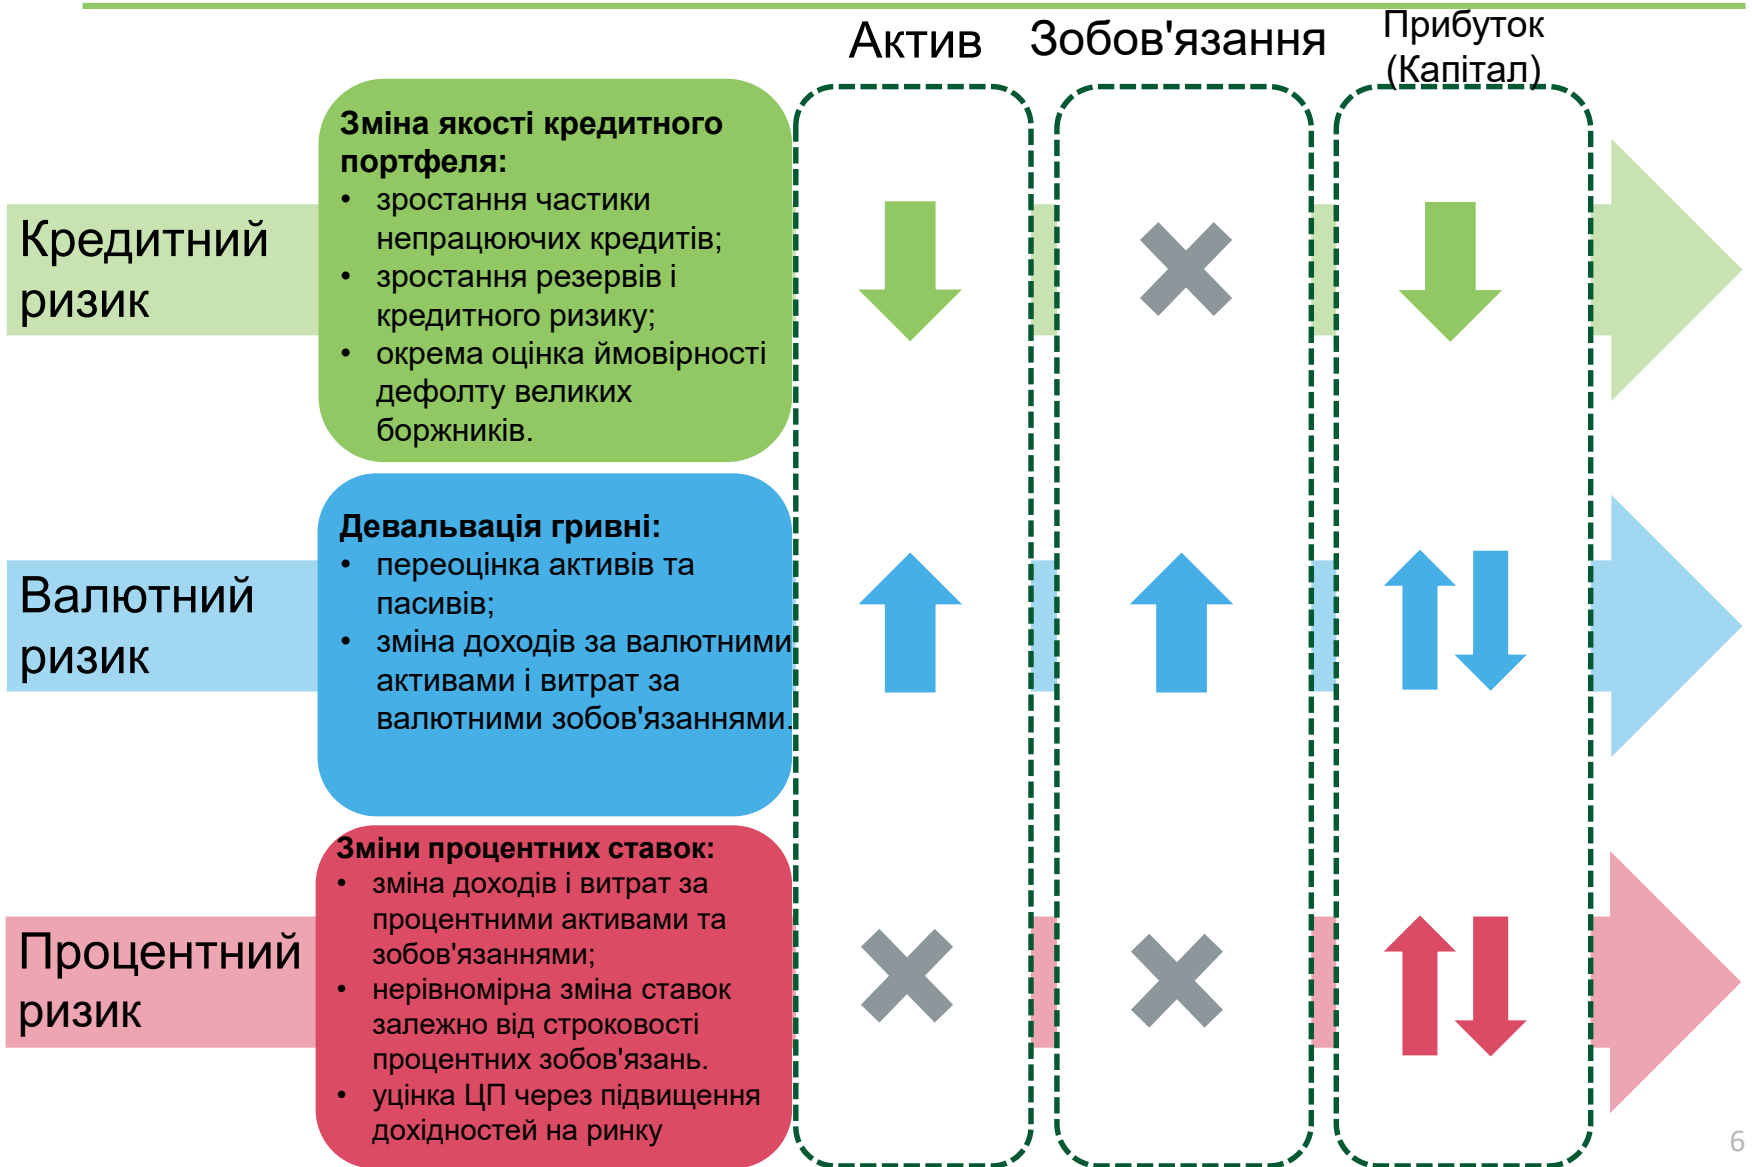 Актив
Зобов'язання
Прибуток
(Капітал)
Кредитний
ризик
Зміна якості кредитного
портфеля:
• зростання частики
непрацюючих кредитів;
• зростання резервів і
кредитного ризику;
• окрема оцінка ймовірності
дефолту великих
боржників.
Валютний
ризик
Девальвація гривні:
• переоцінка активів та
пасивів;
• зміна доходів за валютними
активами і витрат за
валютними зобов'язаннями.
Процентний
ризик
Зміни процентних ставок:
• зміна доходів і витрат за
процентними активами та
зобов'язаннями;
• нерівномірна зміна ставок
залежно від строковості
процентних зобов'язань.
• уцінка ЦП через підвищення
дохідностей на ринку
6